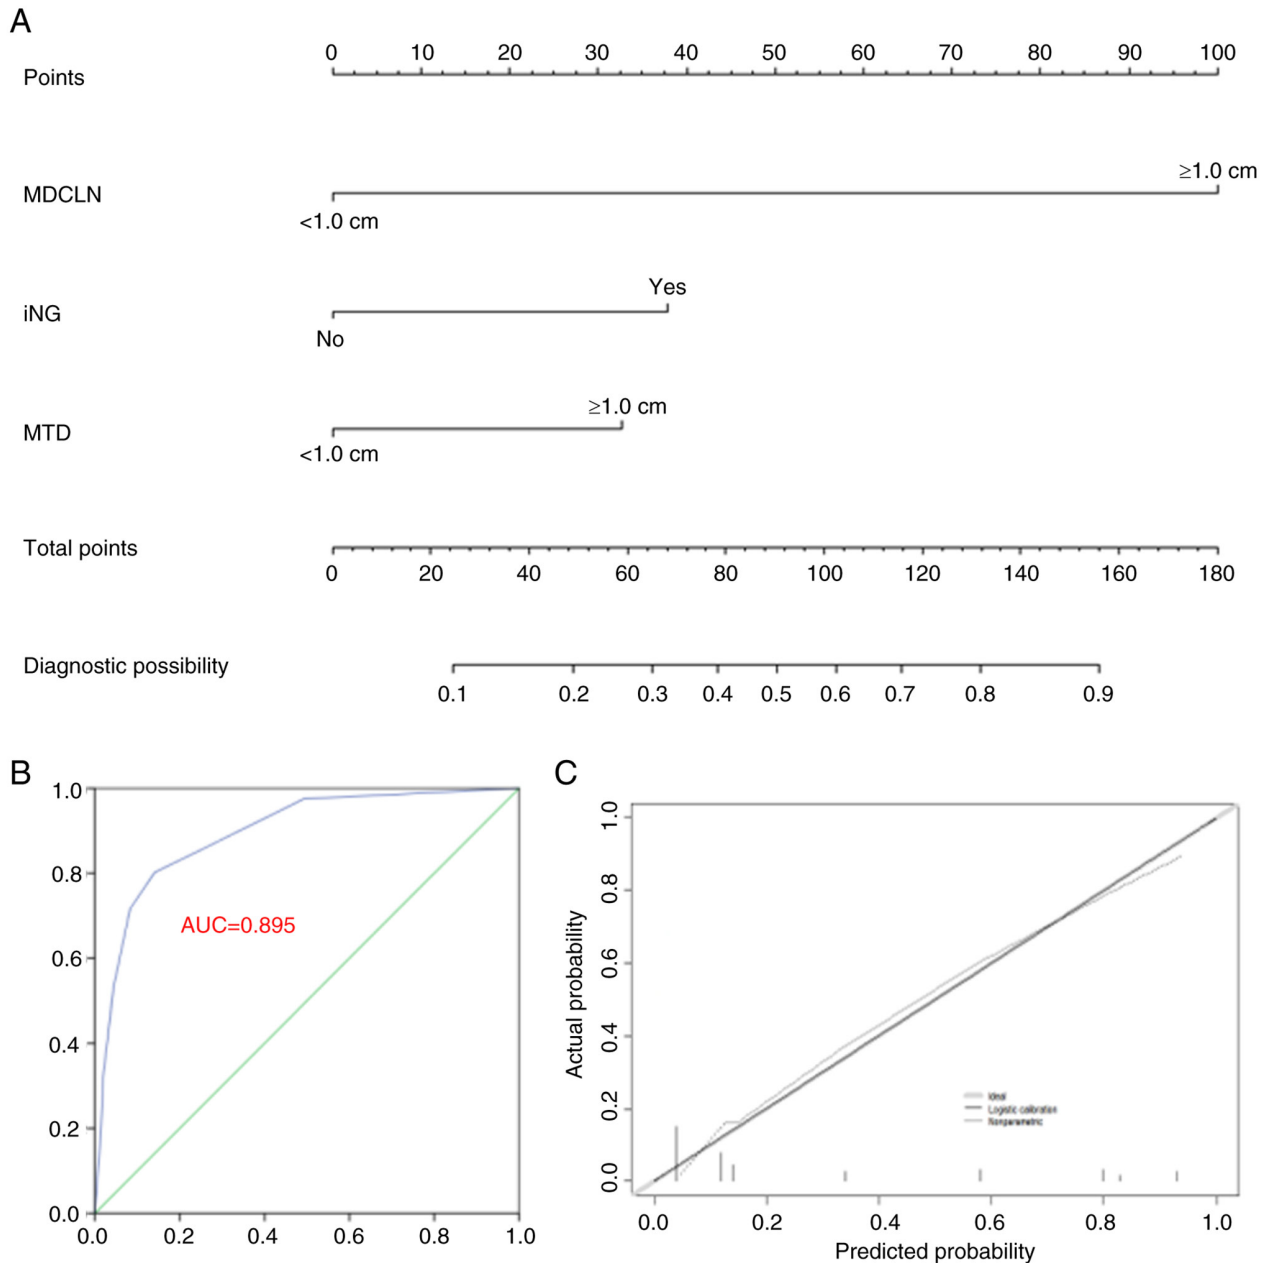 A
0 10 20 30 40 50 60 70 80 90 100
Points
≥1.0 cm
MDCLN
<1.0 cm
Yes
iNG
No
≥1.0 cm
MTD
<1.0 cm
Total points
0 20 40 60 80 100 120 140 160 180
Diagnostic possibility
0.1 0.2 0.3 0.4 0.5 0.6 0.7 0.8 0.9
B
1.0
0.8
0.6
0.4
0.2
0.0
AUC=0.895
0.0 0.2 0.4 0.6 0.8 1.0
C
Actual probability
1.0
0.8
0.6
0.4
0.2
0.0
Ideal
Logistic calibration
Nonparametric
0.0 0.2 0.4 0.6 0.8 1.0
Predicted probability